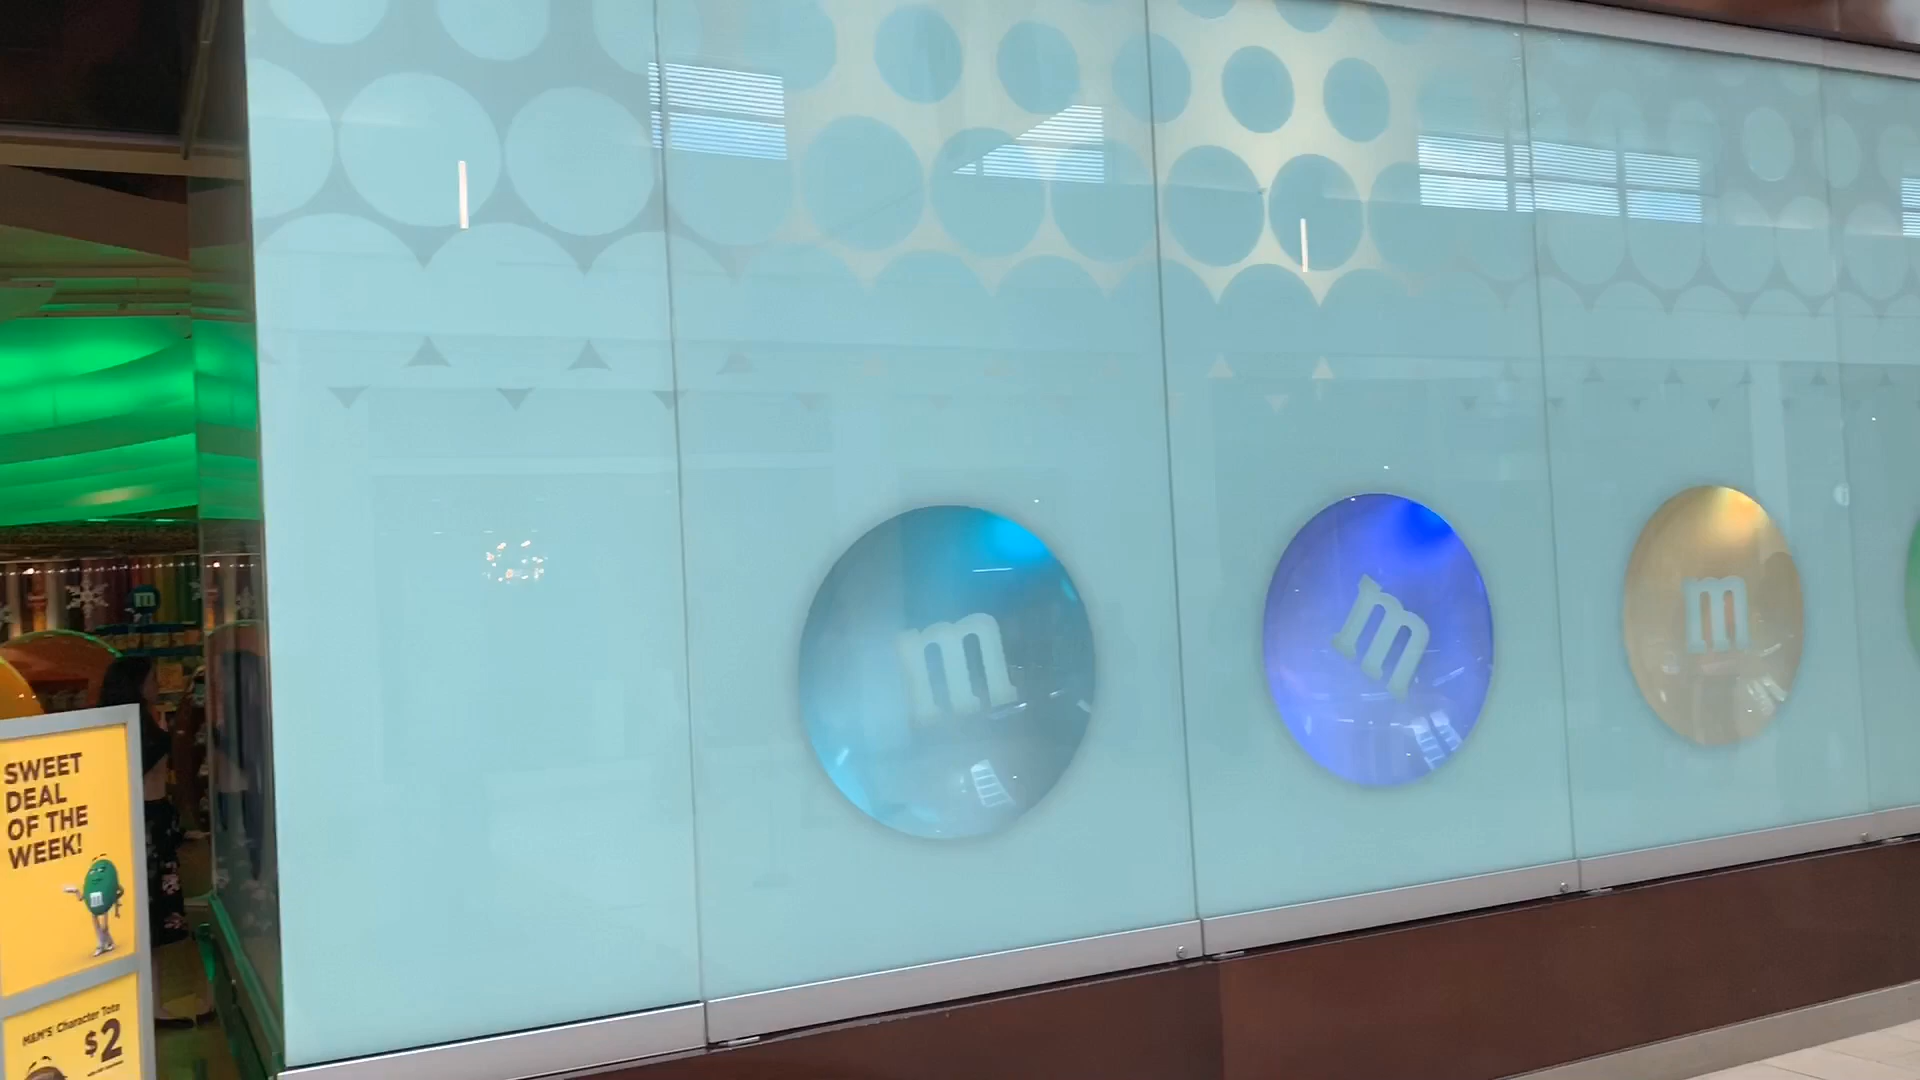 SWEET
DEAL
OF THE
WEEK!
m
M&M'S Character Tote
$2
m
m
m
m